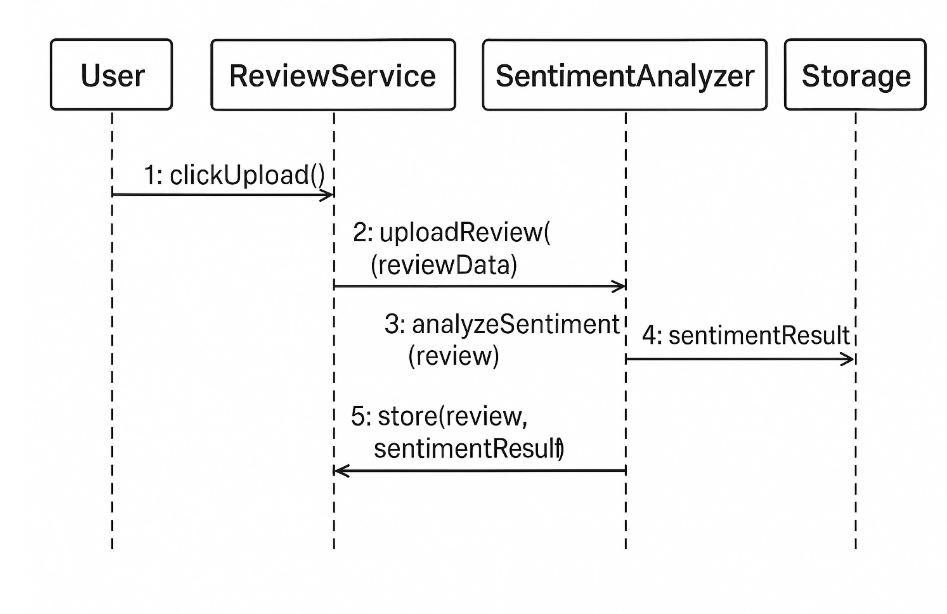 User
ReviewService
SentimentAnalyzer
Storage
1: clickUpload()
2: uploadReview(
(reviewData)
3: analyzeSentiment
(review)
4: sentimentResult
5: store(review,
sentimentResult)